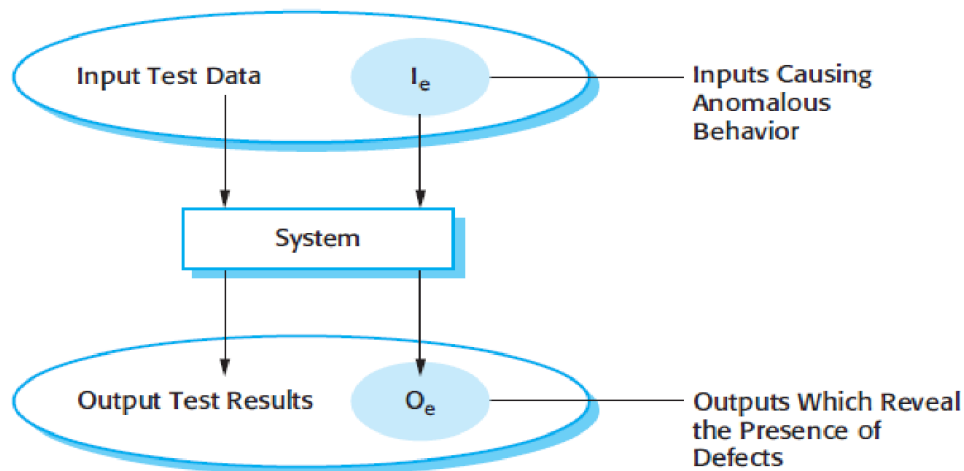 Input Test Data
Ie
Inputs Causing
Anomalous
Behavior
System
Output Test Results
Oe
Outputs Which Reveal
the Presence of
Defects